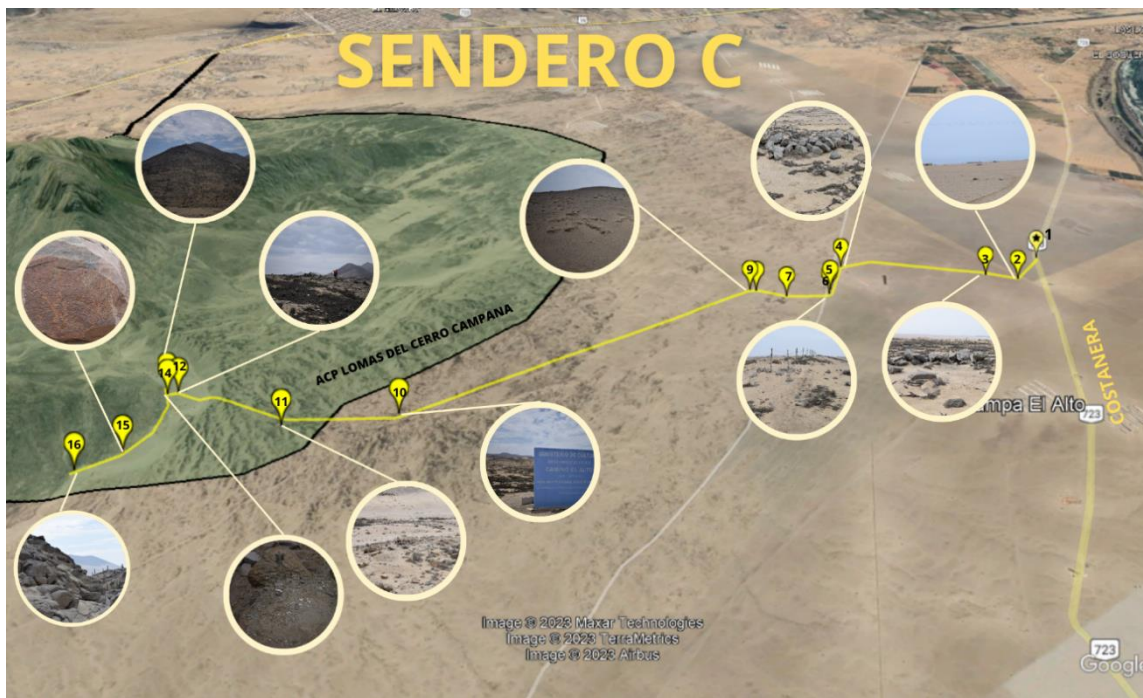 SENDERO C
1
4
5
3
2
9
7
6
ACP LOMAS DEL CERRO CAMPANA
COSTANERA
12
14
10
mpa El Alto
723
11
15
16
Image © 2023 Maxar Technologies
Image © 2023 TerraMetrics
Image © 2023 Airbus
723
Google